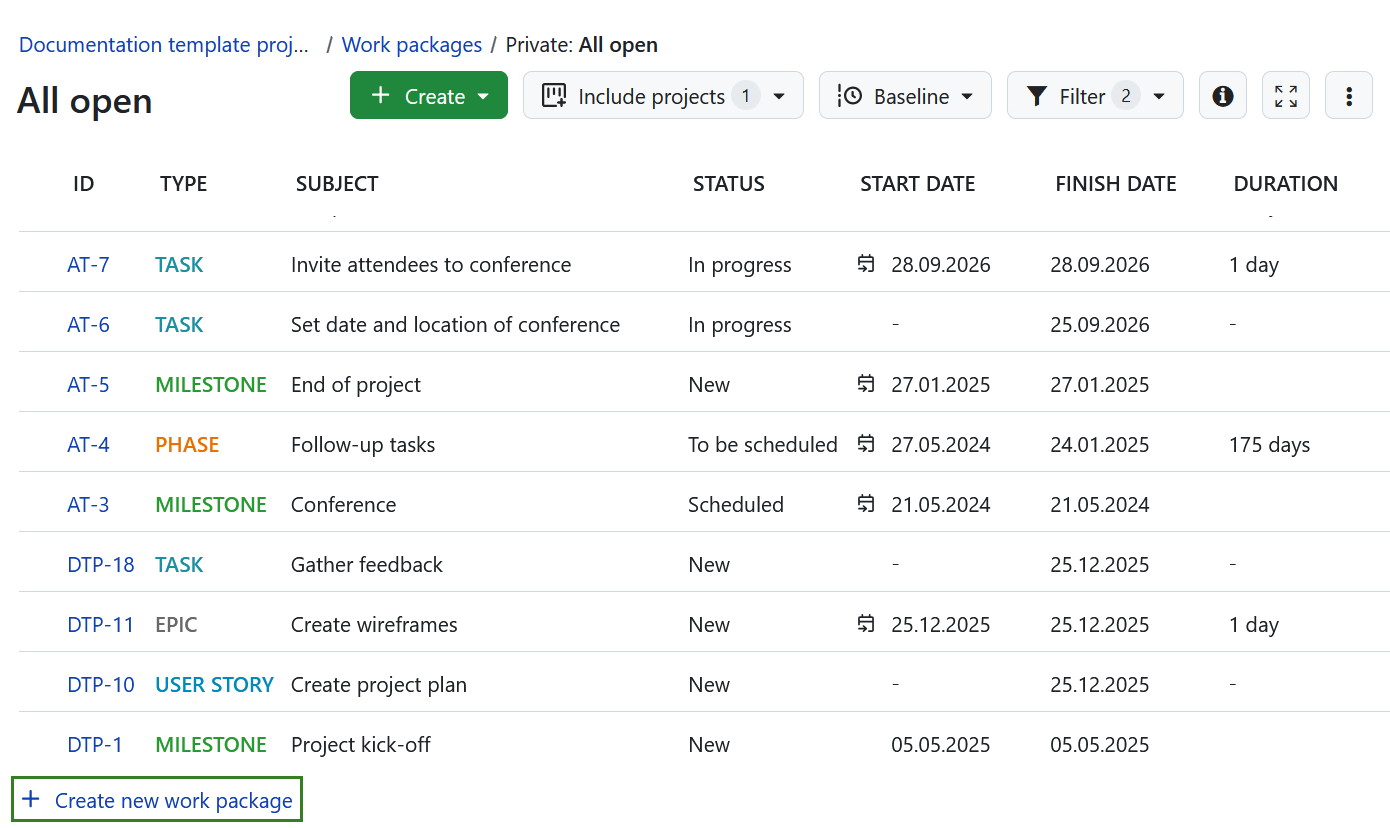 Documentation template proj... / Work packages / Private: All open
All open + Create Include projects 1 Baseline Filter 2
ID TYPE SUBJECT STATUS START DATE FINISH DATE DURATION
AT-7 TASK Invite attendees to conference In progress 28.09.2026 28.09.2026 1 day
AT-6 TASK Set date and location of conference In progress - 25.09.2026 -
AT-5 MILESTONE End of project New 27.01.2025 27.01.2025
AT-4 PHASE Follow-up tasks To be scheduled 27.05.2024 24.01.2025 175 days
AT-3 MILESTONE Conference Scheduled 21.05.2024 21.05.2024
DTP-18 TASK Gather feedback New - 25.12.2025 -
DTP-11 EPIC Create wireframes New 25.12.2025 25.12.2025 1 day
DTP-10 USER STORY Create project plan New - 25.12.2025 -
DTP-1 MILESTONE Project kick-off New 05.05.2025 05.05.2025
+ Create new work package